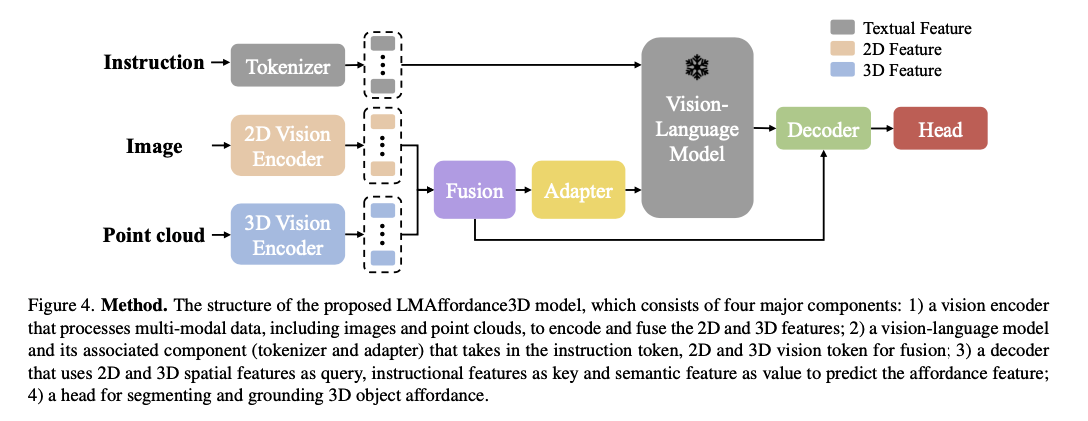 Instruction
Tokenizer
Textual Feature
2D Feature
3D Feature
Image
2D Vision
Encoder
Point cloud
3D Vision
Encoder
Fusion
Adapter
Vision-
Language
Model
Decoder
Head
Figure 4. Method. The structure of the proposed LMAffordance3D model, which consists of four major components: 1) a vision encoder
that processes multi-modal data, including images and point clouds, to encode and fuse the 2D and 3D features; 2) a vision-language model
and its associated component (tokenizer and adapter) that takes in the instruction token, 2D and 3D vision token for fusion; 3) a decoder
that uses 2D and 3D spatial features as query, instructional features as key and semantic feature as value to predict the affordance feature;
4) a head for segmenting and grounding 3D object affordance.